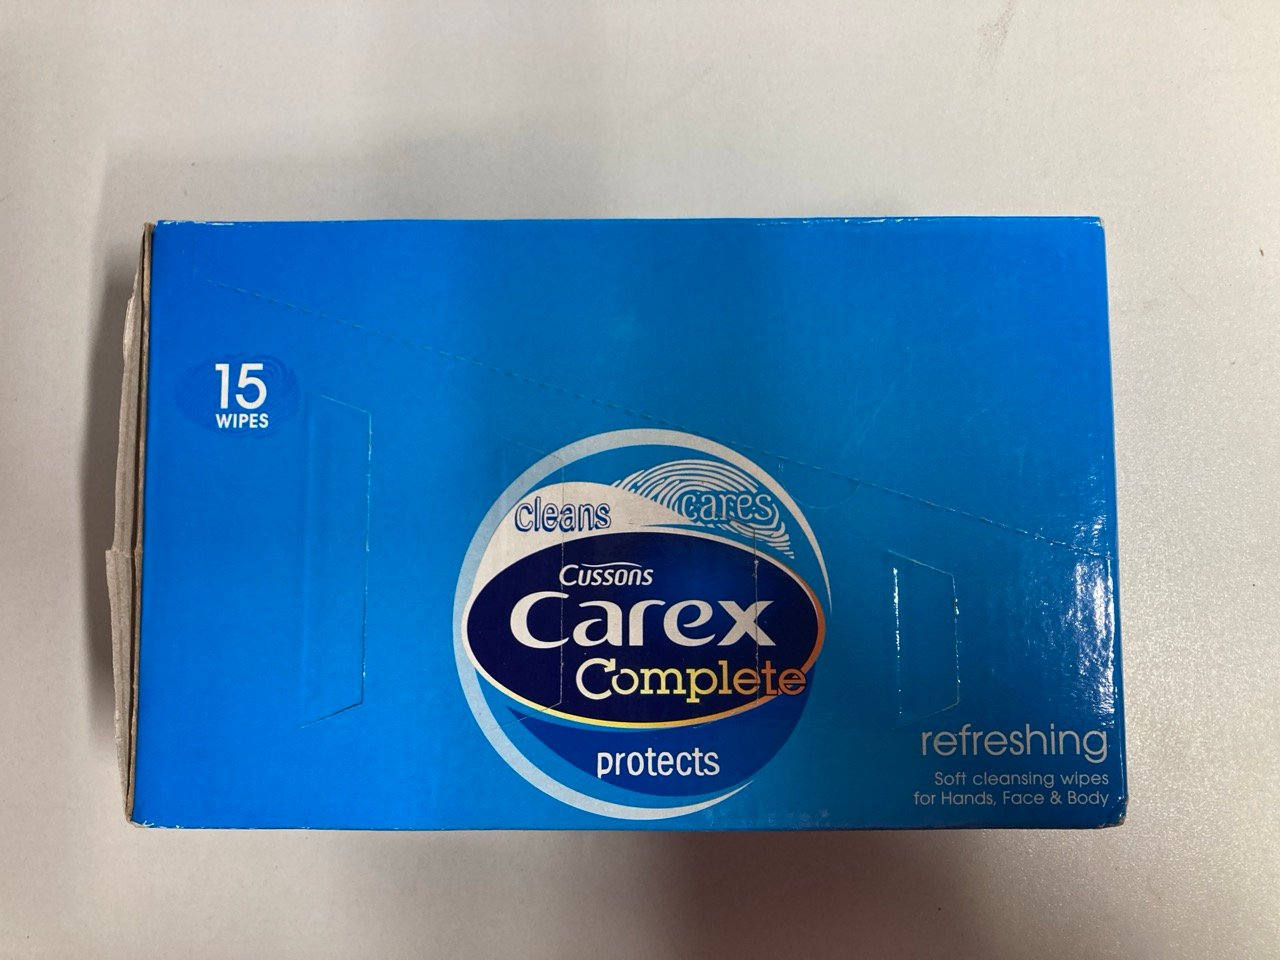 15
WIPES
cleans
cares
Cussons
Carex
Complete
protects
refreshing
Soft cleansing wipes
for Hands, Face & Body